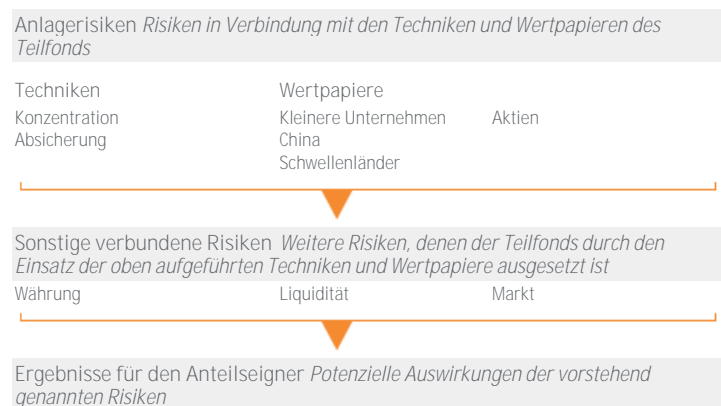 Anlagerisiken Risiken in Verbindung mit den Techniken und Wertpapieren des
Teilfonds
Techniken Wertpapiere
Konzentration Kleinere Unternehmen Aktien
Absicherung China
Schwellenländer
Sonstige verbundene Risiken Weitere Risiken, denen der Teilfonds durch den
Einsatz der oben aufgeführten Techniken und Wertpapiere ausgesetzt ist
Währung Liquidität Markt
Ergebnisse für den Anteilseigner Potenzielle Auswirkungen der vorstehend
genannten Risiken